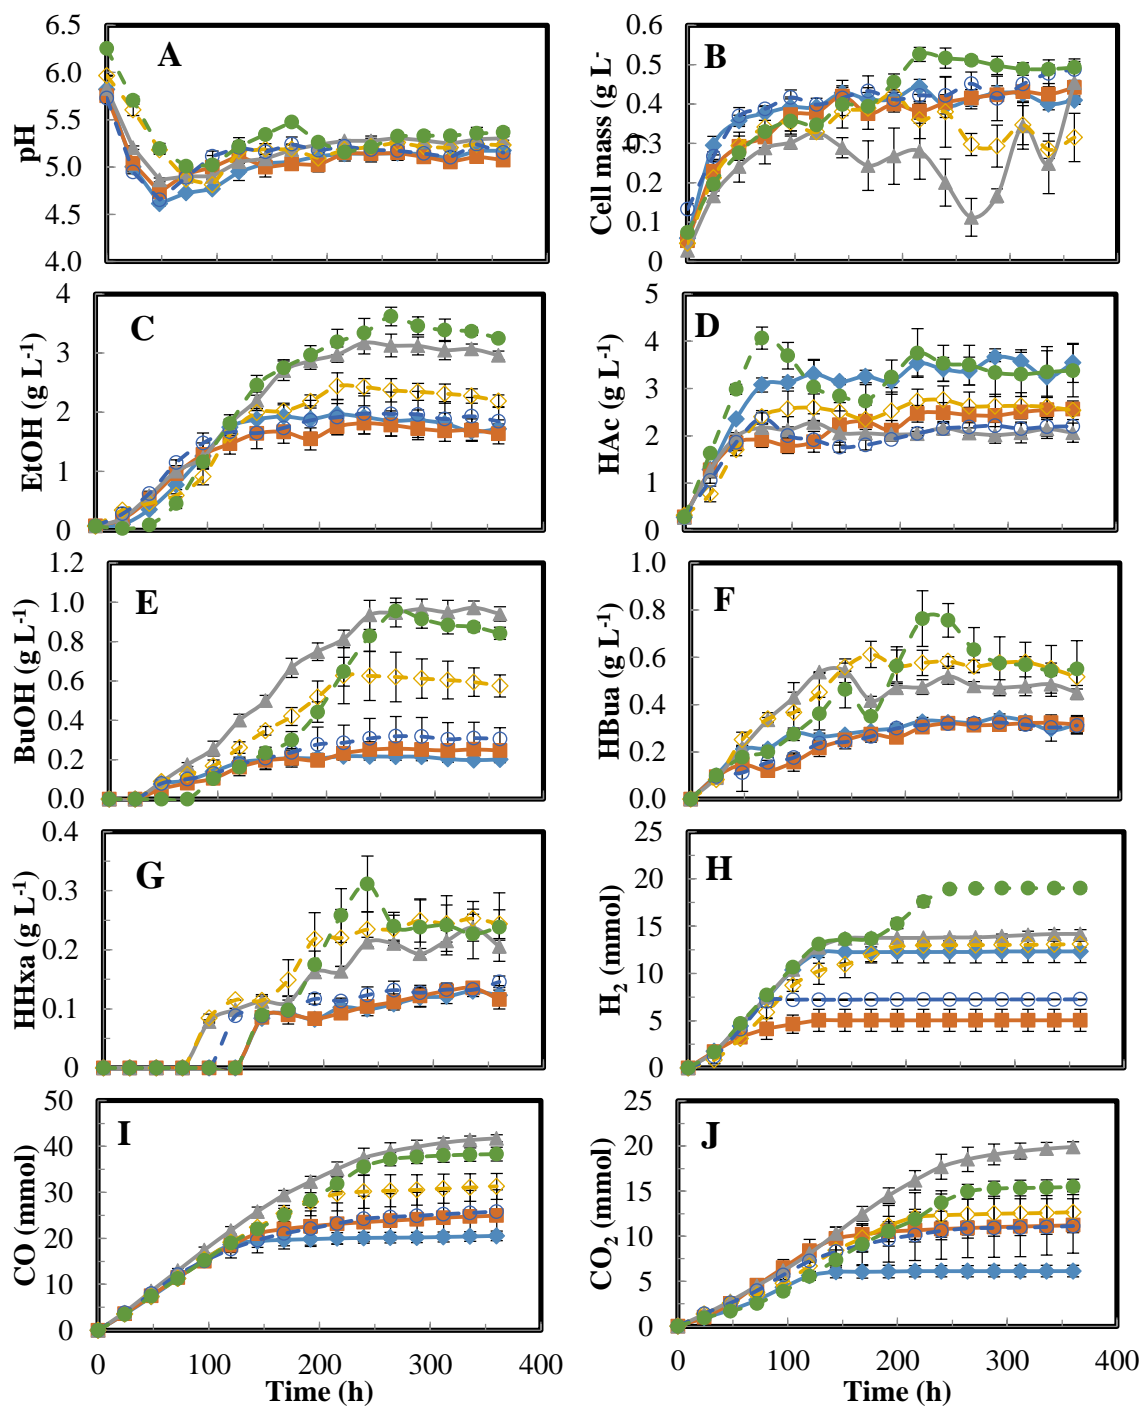 A
6.5
6.0
5.5
5.0
4.5
4.0
pH
B
0.6
0.5
0.4
0.3
0.2
0.1
0
Cell mass (g L-
1)
C
4
3
2
1
0
EtOH (g L-1)
D
5
4
3
2
1
0
HAc (g L-1)
E
1.2
1.0
0.8
0.6
0.4
0.2
0.0
BuOH (g L-1)
F
1.0
0.8
0.6
0.4
0.2
0.0
HBua (g L-1)
G
0.4
0.3
0.2
0.1
0
HHxa (g L-1)
H
25
20
15
10
5
0
H2 (mmol)
I
50
40
30
20
10
0
CO (mmol)
0 100 200 300 400
Time (h)
J
25
20
15
10
5
0
CO2 (mmol)
0 100 200 300 400
Time (h)